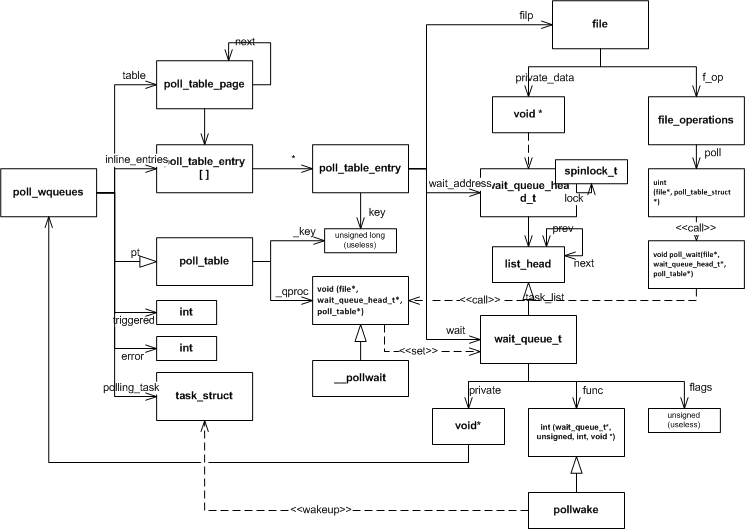 filp
file
next
table
poll_table_page
private_data
f_op
void *
file_operations
poll
inline_entries
poll_table_entry
[ ]
*
poll_table_entry
wait_address
wait_queue_hea
d_t
spinlock_t
lock
uint
(file*, poll_table_struct
*)
poll_wqueues
key
_key
unsigned long
(useless)
prev
next
list_head
<<call>>
pt
poll_table
void poll_wait(file*,
wait_queue_head_t*,
poll_table*)
_qproc
void (file*,
wait_queue_head_t*,
poll_table*)
<<call>>
task_list
triggered
int
error
int
wait
wait_queue_t
<<set>>
__pollwait
polling_task
task_struct
private
func
flags
void*
int (wait_queue_t*,
unsigned, int, void *)
unsigned
(useless)
<<wakeup>>
pollwake